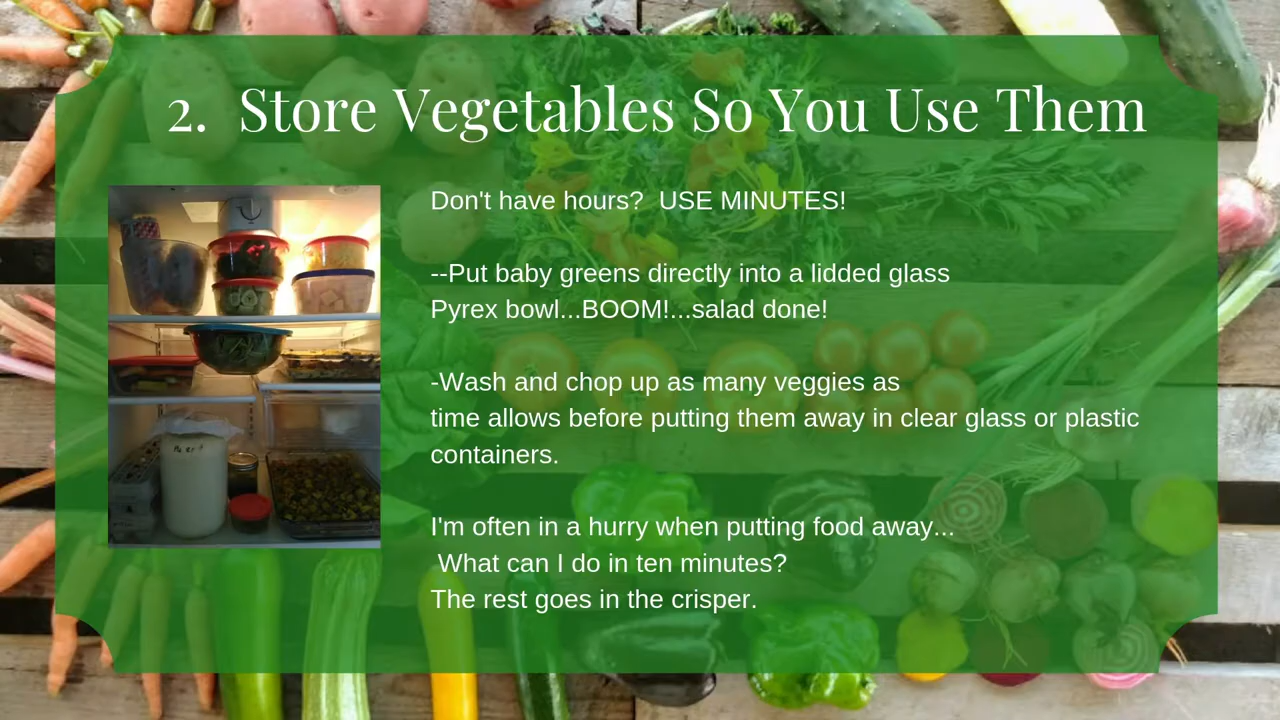 2. Store Vegetables So You Use Them
Don't have hours? USE MINUTES!
--Put baby greens directly into a lidded glass
Pyrex bowl...BOOM!...salad done!
-Wash and chop up as many veggies as
time allows before putting them away in clear glass or plastic
containers.
I'm often in a hurry when putting food away...
What can I do in ten minutes?
The rest goes in the crisper.